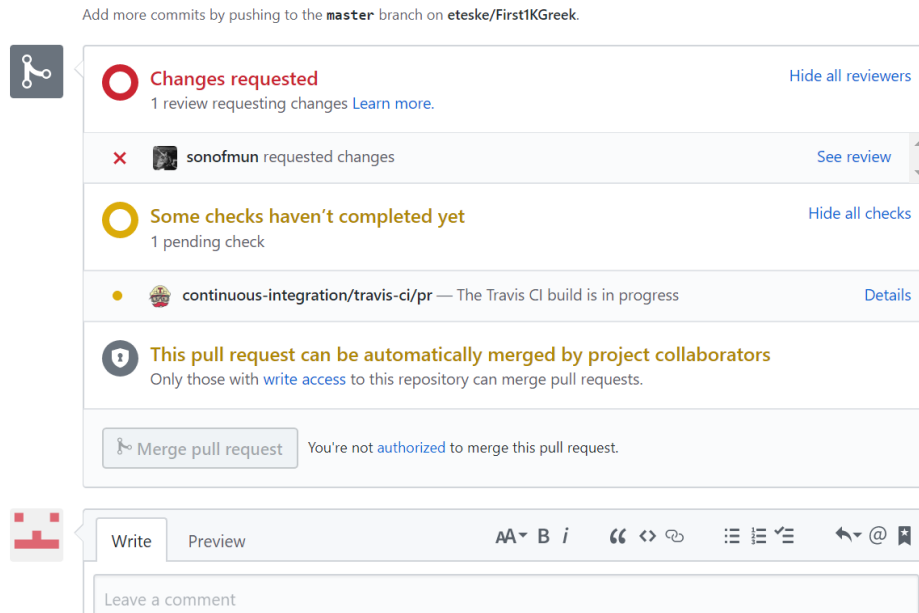 Add more commits by pushing to the master branch on eteske/First1KGreek.
Changes requested
Hide all reviewers
1 review requesting changes Learn more.
sonofmun requested changes
See review
Some checks haven’t completed yet
Hide all checks
1 pending check
continuous-integration/travis-ci/pr — The Travis CI build is in progress
Details
This pull request can be automatically merged by project collaborators
Only those with write access to this repository can merge pull requests.
Merge pull request
You're not authorized to merge this pull request.
Write
Preview
AA B i
Leave a comment